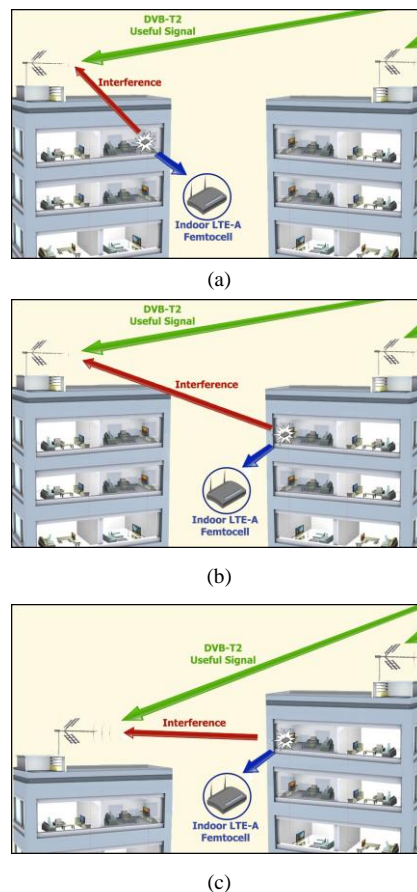 DVB-T2
Useful Signal
Interference
Indoor LTE-A
Femtocell
(a)
DVB-T2
Useful Signal
Interference
Indoor LTE-A
Femtocell
(b)
DVB-T2
Useful Signal
Interference
Indoor LTE-A
Femtocell
(c)